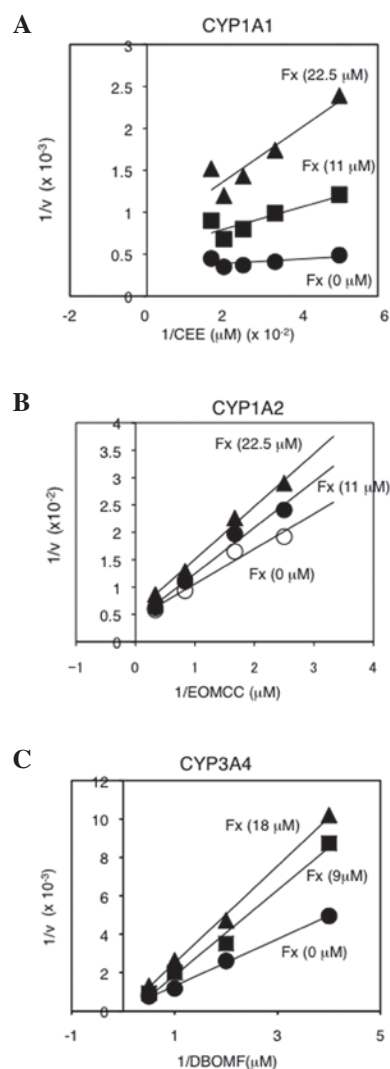 A
CYP1A1
3
2.5
2
1.5
1
0.5
0
1/v (x 10-3)
Fx (22.5 μM)
Fx (11 μM)
Fx (0 μM)
-2 0 2 4 6
1/CEE (μM) (x 10-2)
B
CYP1A2
4
3.5
3
2.5
2
1.5
1
0.5
0
1/v (x10-2)
Fx (22.5 μM)
Fx (11 μM)
Fx (0 μM)
-1 0 1 2 3 4
1/EOMCC (μM)
C
CYP3A4
12
10
8
6
4
2
0
1/v (x 10-3)
Fx (18 μM)
Fx (9μM)
Fx (0 μM)
-1 1 3 5
1/DBOMF(μM)